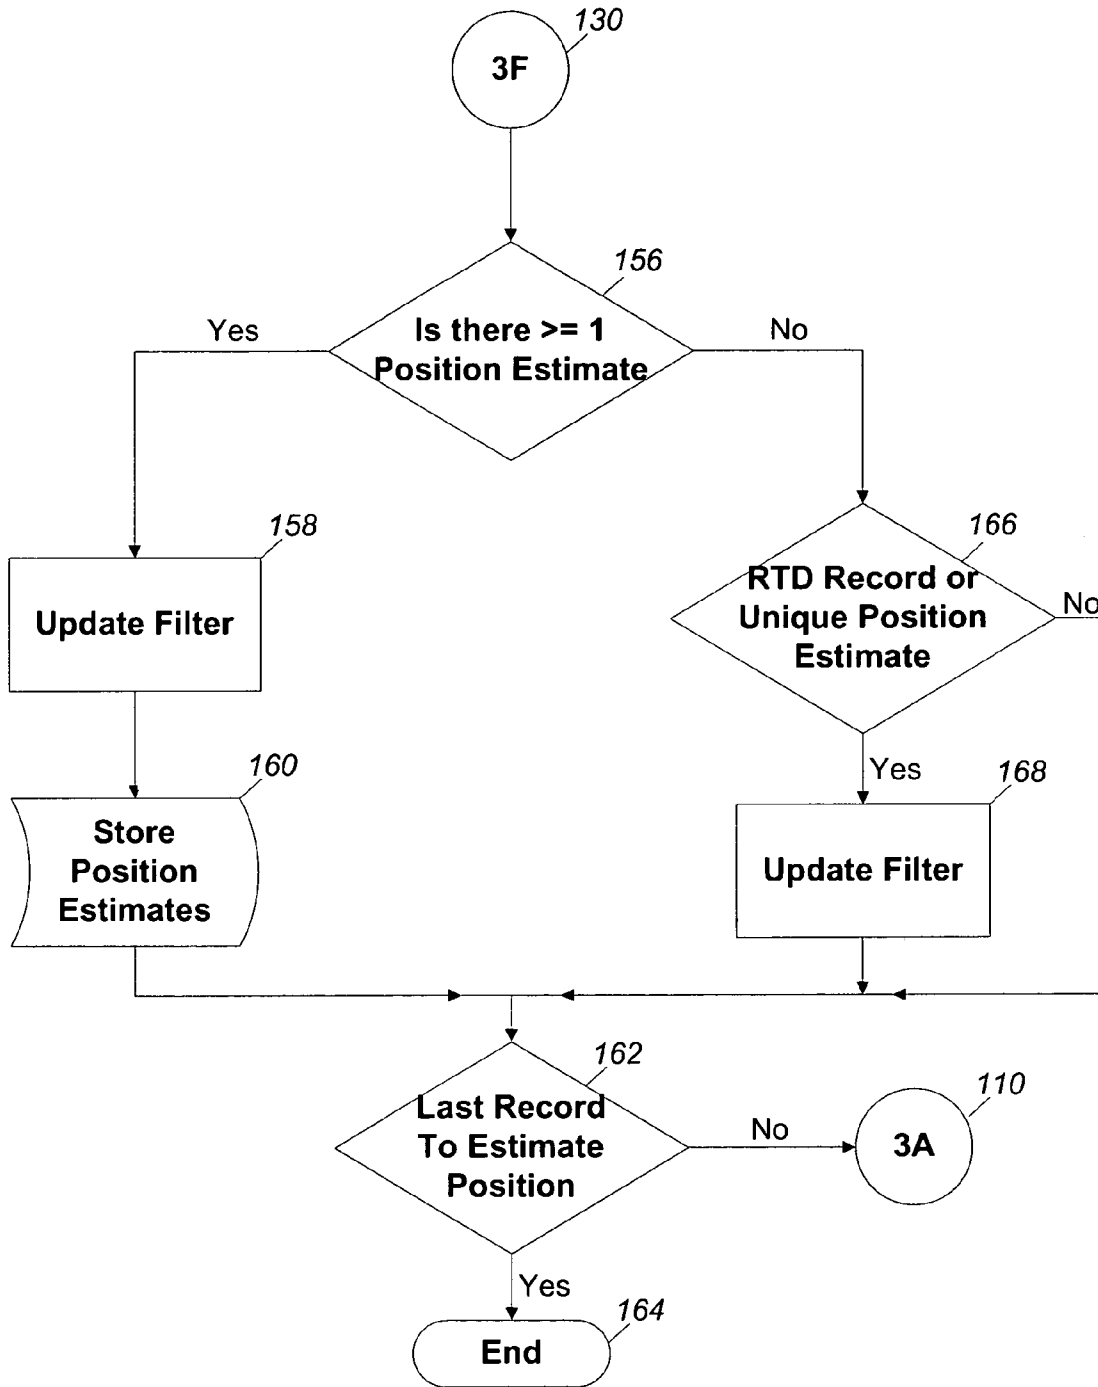 130
3F
156
Is there >= 1
Position Estimate
Yes
No
158
Update Filter
166
RTD Record or
Unique Position
Estimate
No
Yes
160
Store
Position
Estimates
168
Update Filter
162
Last Record
To Estimate
Position
No
110
3A
Yes
164
End